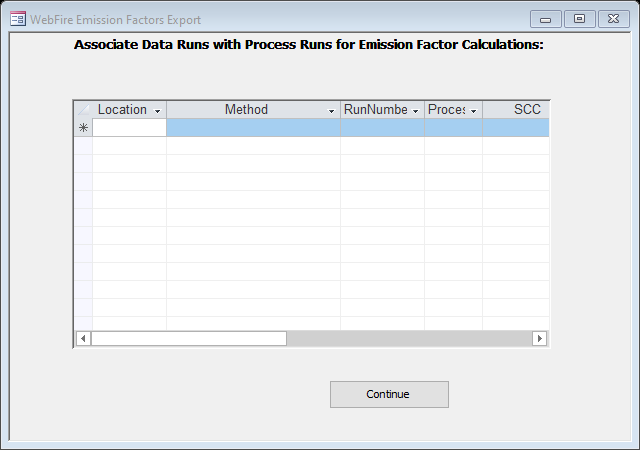 WebFire Emission Factors Export
Associate Data Runs with Process Runs for Emission Factor Calculations:
Location Method RunNumbe Proces SCC
Continue